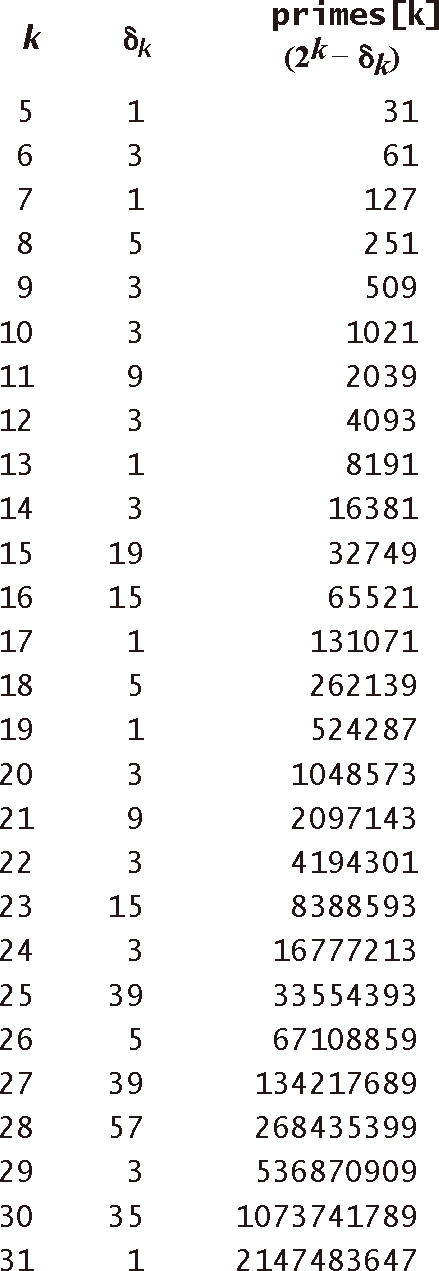 k δk primes[k]
(2^k – δk)
5 1 31
6 3 61
7 1 127
8 5 251
9 3 509
10 3 1021
11 9 2039
12 3 4093
13 1 8191
14 3 16381
15 19 32749
16 15 65521
17 1 131071
18 5 262139
19 1 524287
20 3 1048573
21 9 2097143
22 3 4194301
23 15 8388593
24 3 16777213
25 39 33554393
26 5 67108859
27 39 134217689
28 57 268435399
29 3 536870909
30 35 1073741789
31 1 2147483647